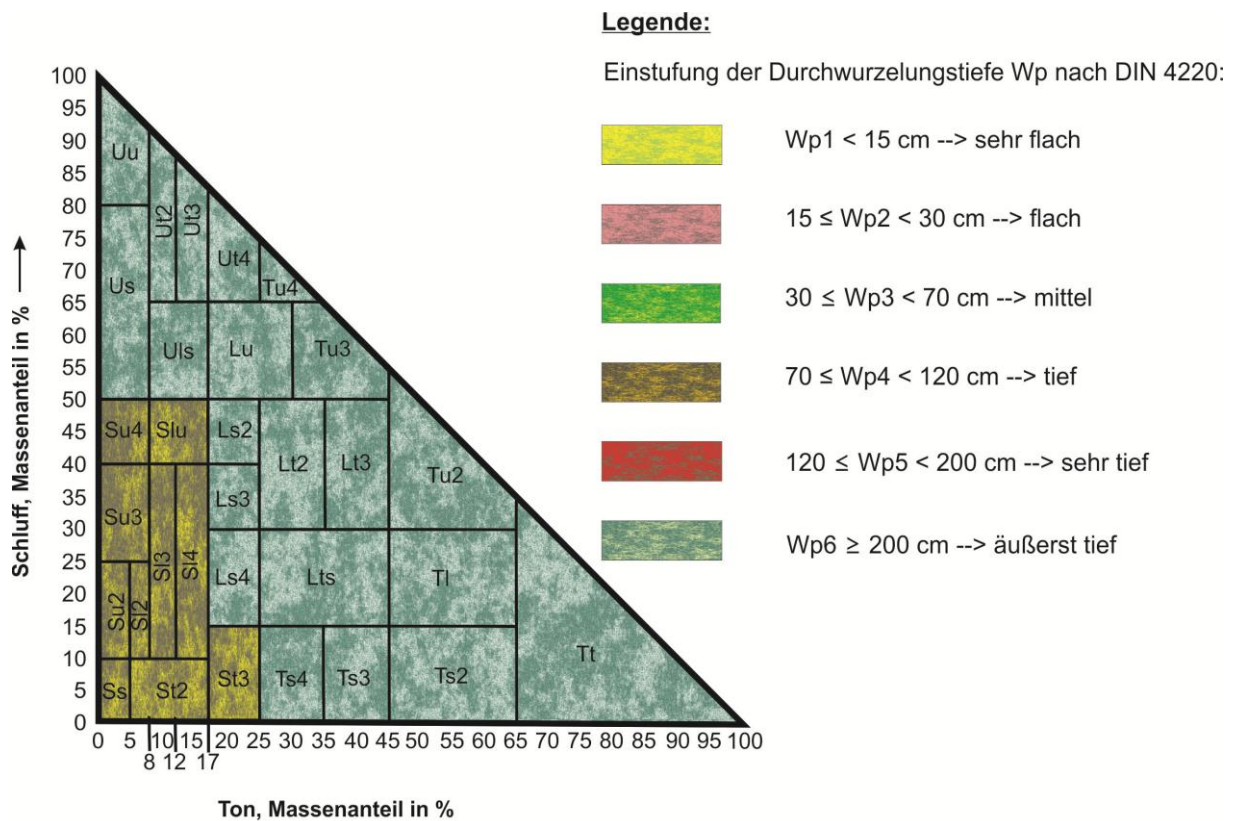 Legende:
Einstufung der Durchwurzelungstiefe Wp nach DIN 4220:
Wp1 < 15 cm --> sehr flach
15 ≤ Wp2 < 30 cm --> flach
30 ≤ Wp3 < 70 cm --> mittel
70 ≤ Wp4 < 120 cm --> tief
120 ≤ Wp5 < 200 cm --> sehr tief
Wp6 ≥ 200 cm --> äußerst tief
Schluff, Massenanteil in %
100
95
90
85
80
75
70
65
60
55
50
45
40
35
30
25
20
15
10
5
0
Uu
Ut2
Ut3
Us
Ut4
Tu4
Uls
Lu
Tu3
Su4
Slu
Ls2
Lt2
Lt3
Tu2
Su3
Sl3
Sl4
Ls3
Su2
Sl2
Ls4
Lts
Tl
Ss
St2
St3
Ts4
Ts3
Ts2
Tt
0 5 10 15 20 25 30 35 40 45 50 55 60 65 70 75 80 85 90 95 100
8 12 17
Ton, Massenanteil in %